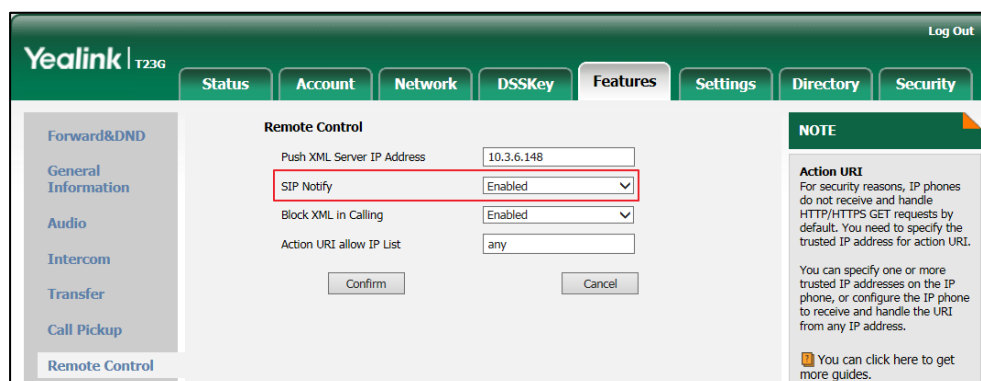 Log Out
Yealink | T23G
Status Account Network DSSKey Features Settings Directory Security
Forward&DND
General
Information
Audio
Intercom
Transfer
Call Pickup
Remote Control
Remote Control
Push XML Server IP Address 10.3.6.148
SIP Notify Enabled
Block XML in Calling Enabled
Action URI allow IP List any
Confirm Cancel
NOTE
Action URI
For security reasons, IP phones
do not receive and handle
HTTP/HTTPS GET requests by
default. You need to specify the
trusted IP address for action URI.
You can specify one or more
trusted IP addresses on the IP
phone, or configure the IP phone
to receive and handle the URI
from any IP address.
You can click here to get
more guides.